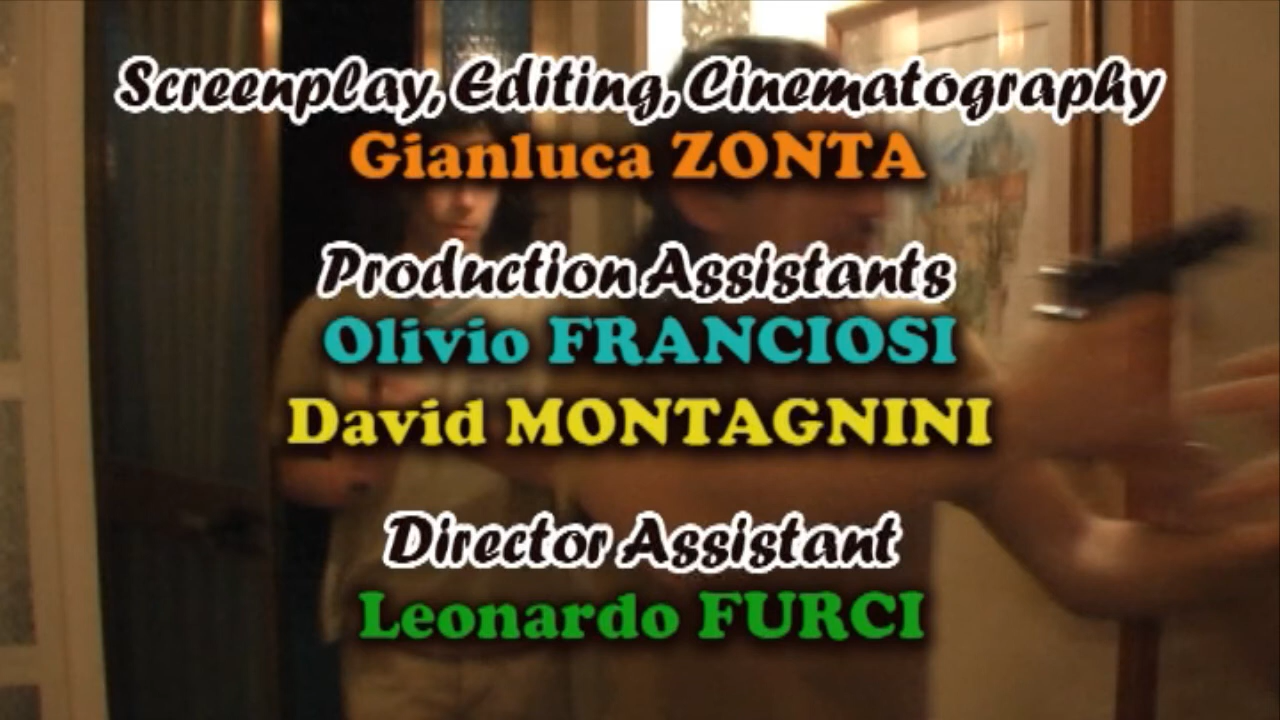 Screenplay, Editing, Cinematography
Gianluca ZONTA
Production Assistants
Olivio FRANCIOSI
David MONTAGNINI
Director Assistant
Leonardo FURCI